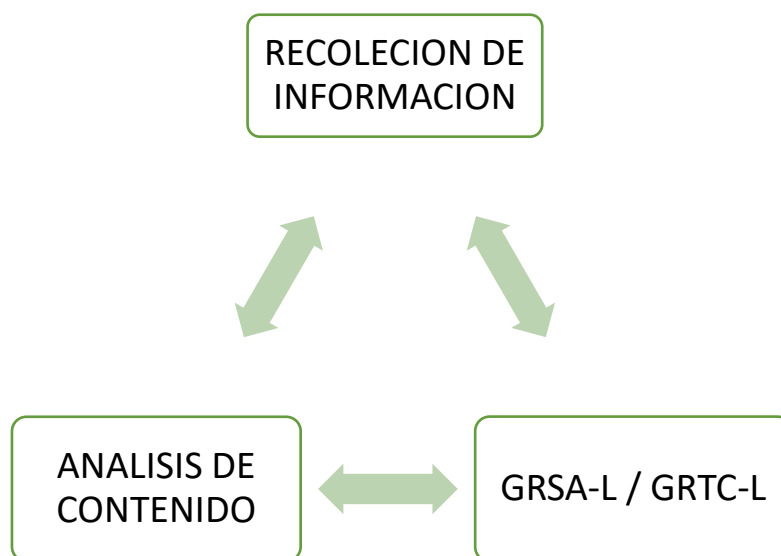 RECOLECION DE
INFORMACION
ANALISIS DE
CONTENIDO
GRSA-L / GRTC-L